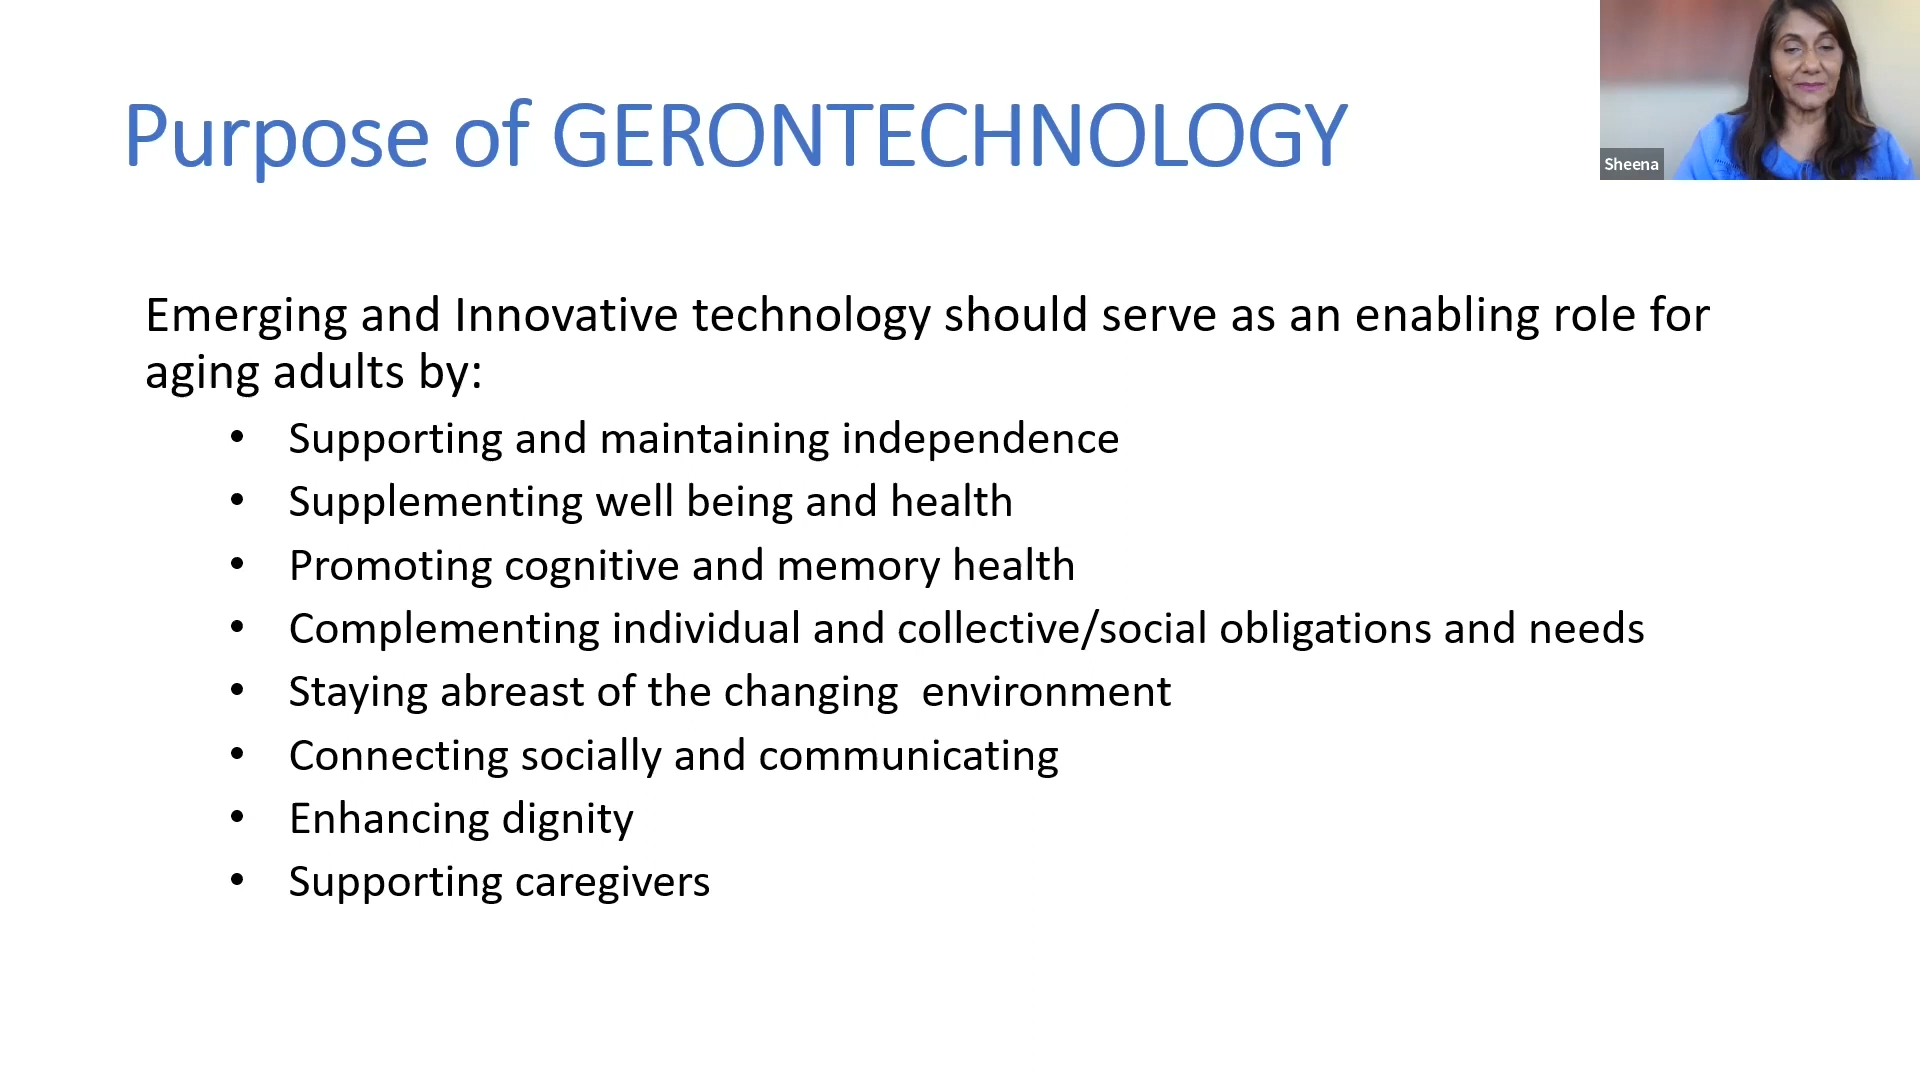 Purpose of GERONTECHNOLOGY
Sheena
Emerging and Innovative technology should serve as an enabling role for
aging adults by:
• Supporting and maintaining independence
• Supplementing well being and health
• Promoting cognitive and memory health
• Complementing individual and collective/social obligations and needs
• Staying abreast of the changing  environment
• Connecting socially and communicating
• Enhancing dignity
• Supporting caregivers